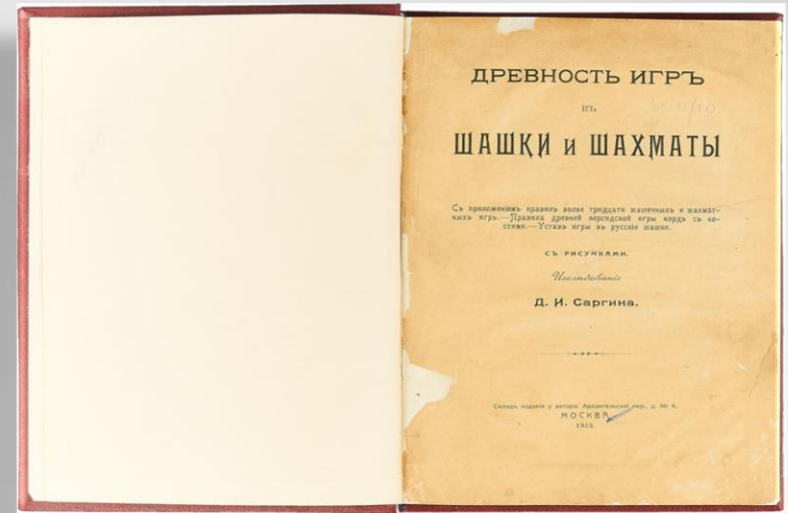 ДРЕВНОСТЬ ИГРЪ
ВЪ
ШАШКИ и ШАХМАТЫ
Съ приложеніемъ правилъ болѣе тридцати шашечныхъ и шахмат-
ныхъ игръ.—Правила древней персидской игры нардъ съ ко-
стями.—Уставъ игры въ русскія шашки.
СЪ РИСУНКАМИ.
Изслѣдованіе
Д. И. Саргина.
Складъ изданія у автора: Архангельскій пер., д. № 4.
МОСКВА
1915.